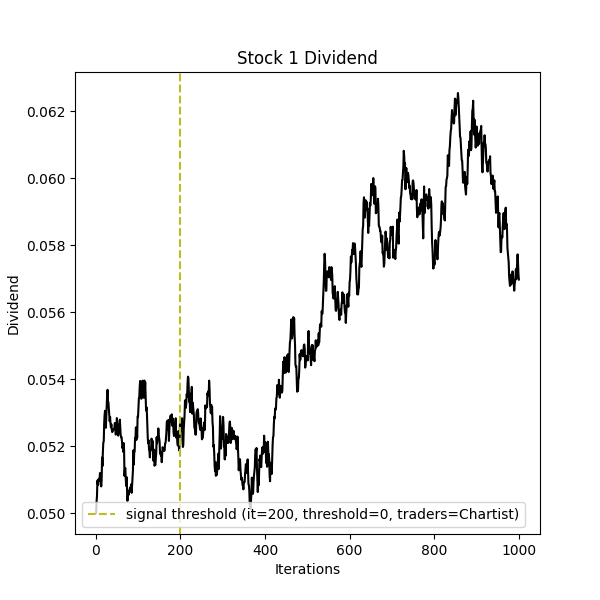 Stock 1 Dividend
Dividend
0.062
0.060
0.058
0.056
0.054
0.052
0.050
signal threshold (it=200, threshold=0, traders=Chartist)
0 200 400 600 800 1000
Iterations